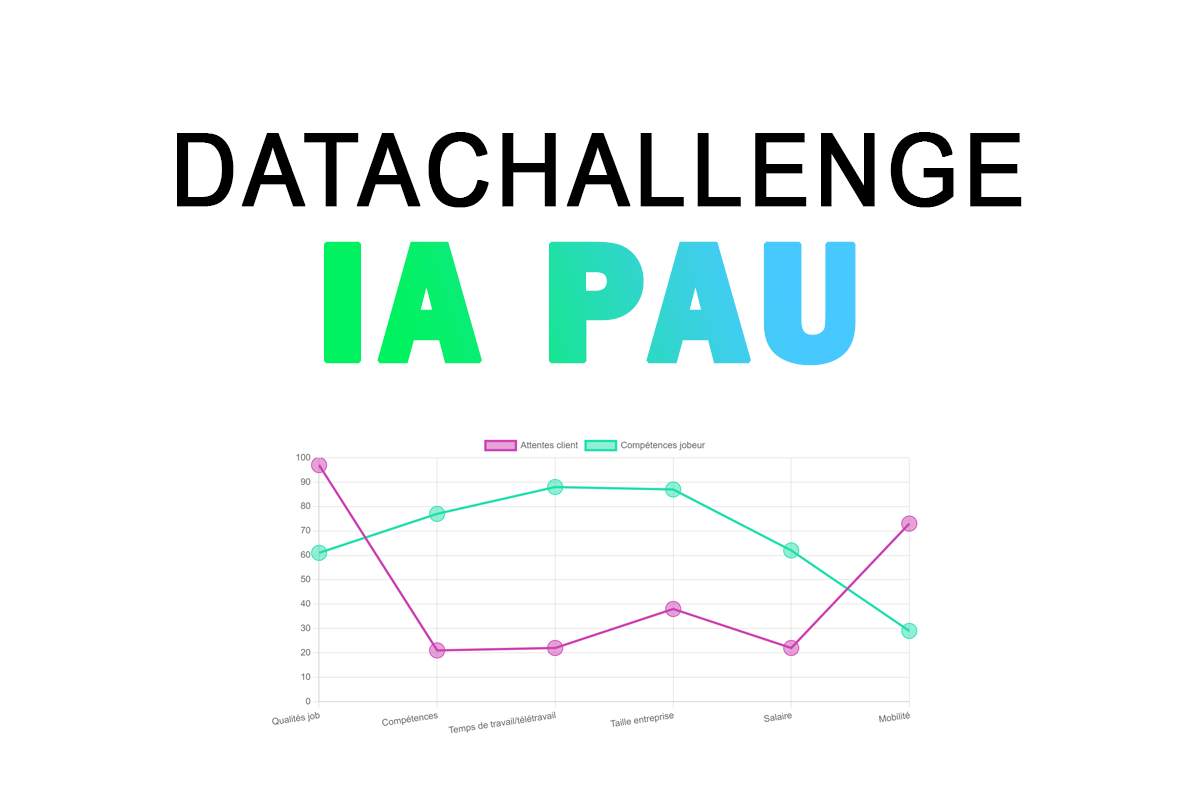 DATACHALLENGE
IA PAU
Attentes client Compétences jobeur
100
90
80
70
60
50
40
30
20
10
0
Qualités job Compétences Temps de travail/télétravail Taille entreprise Salaire Mobilité